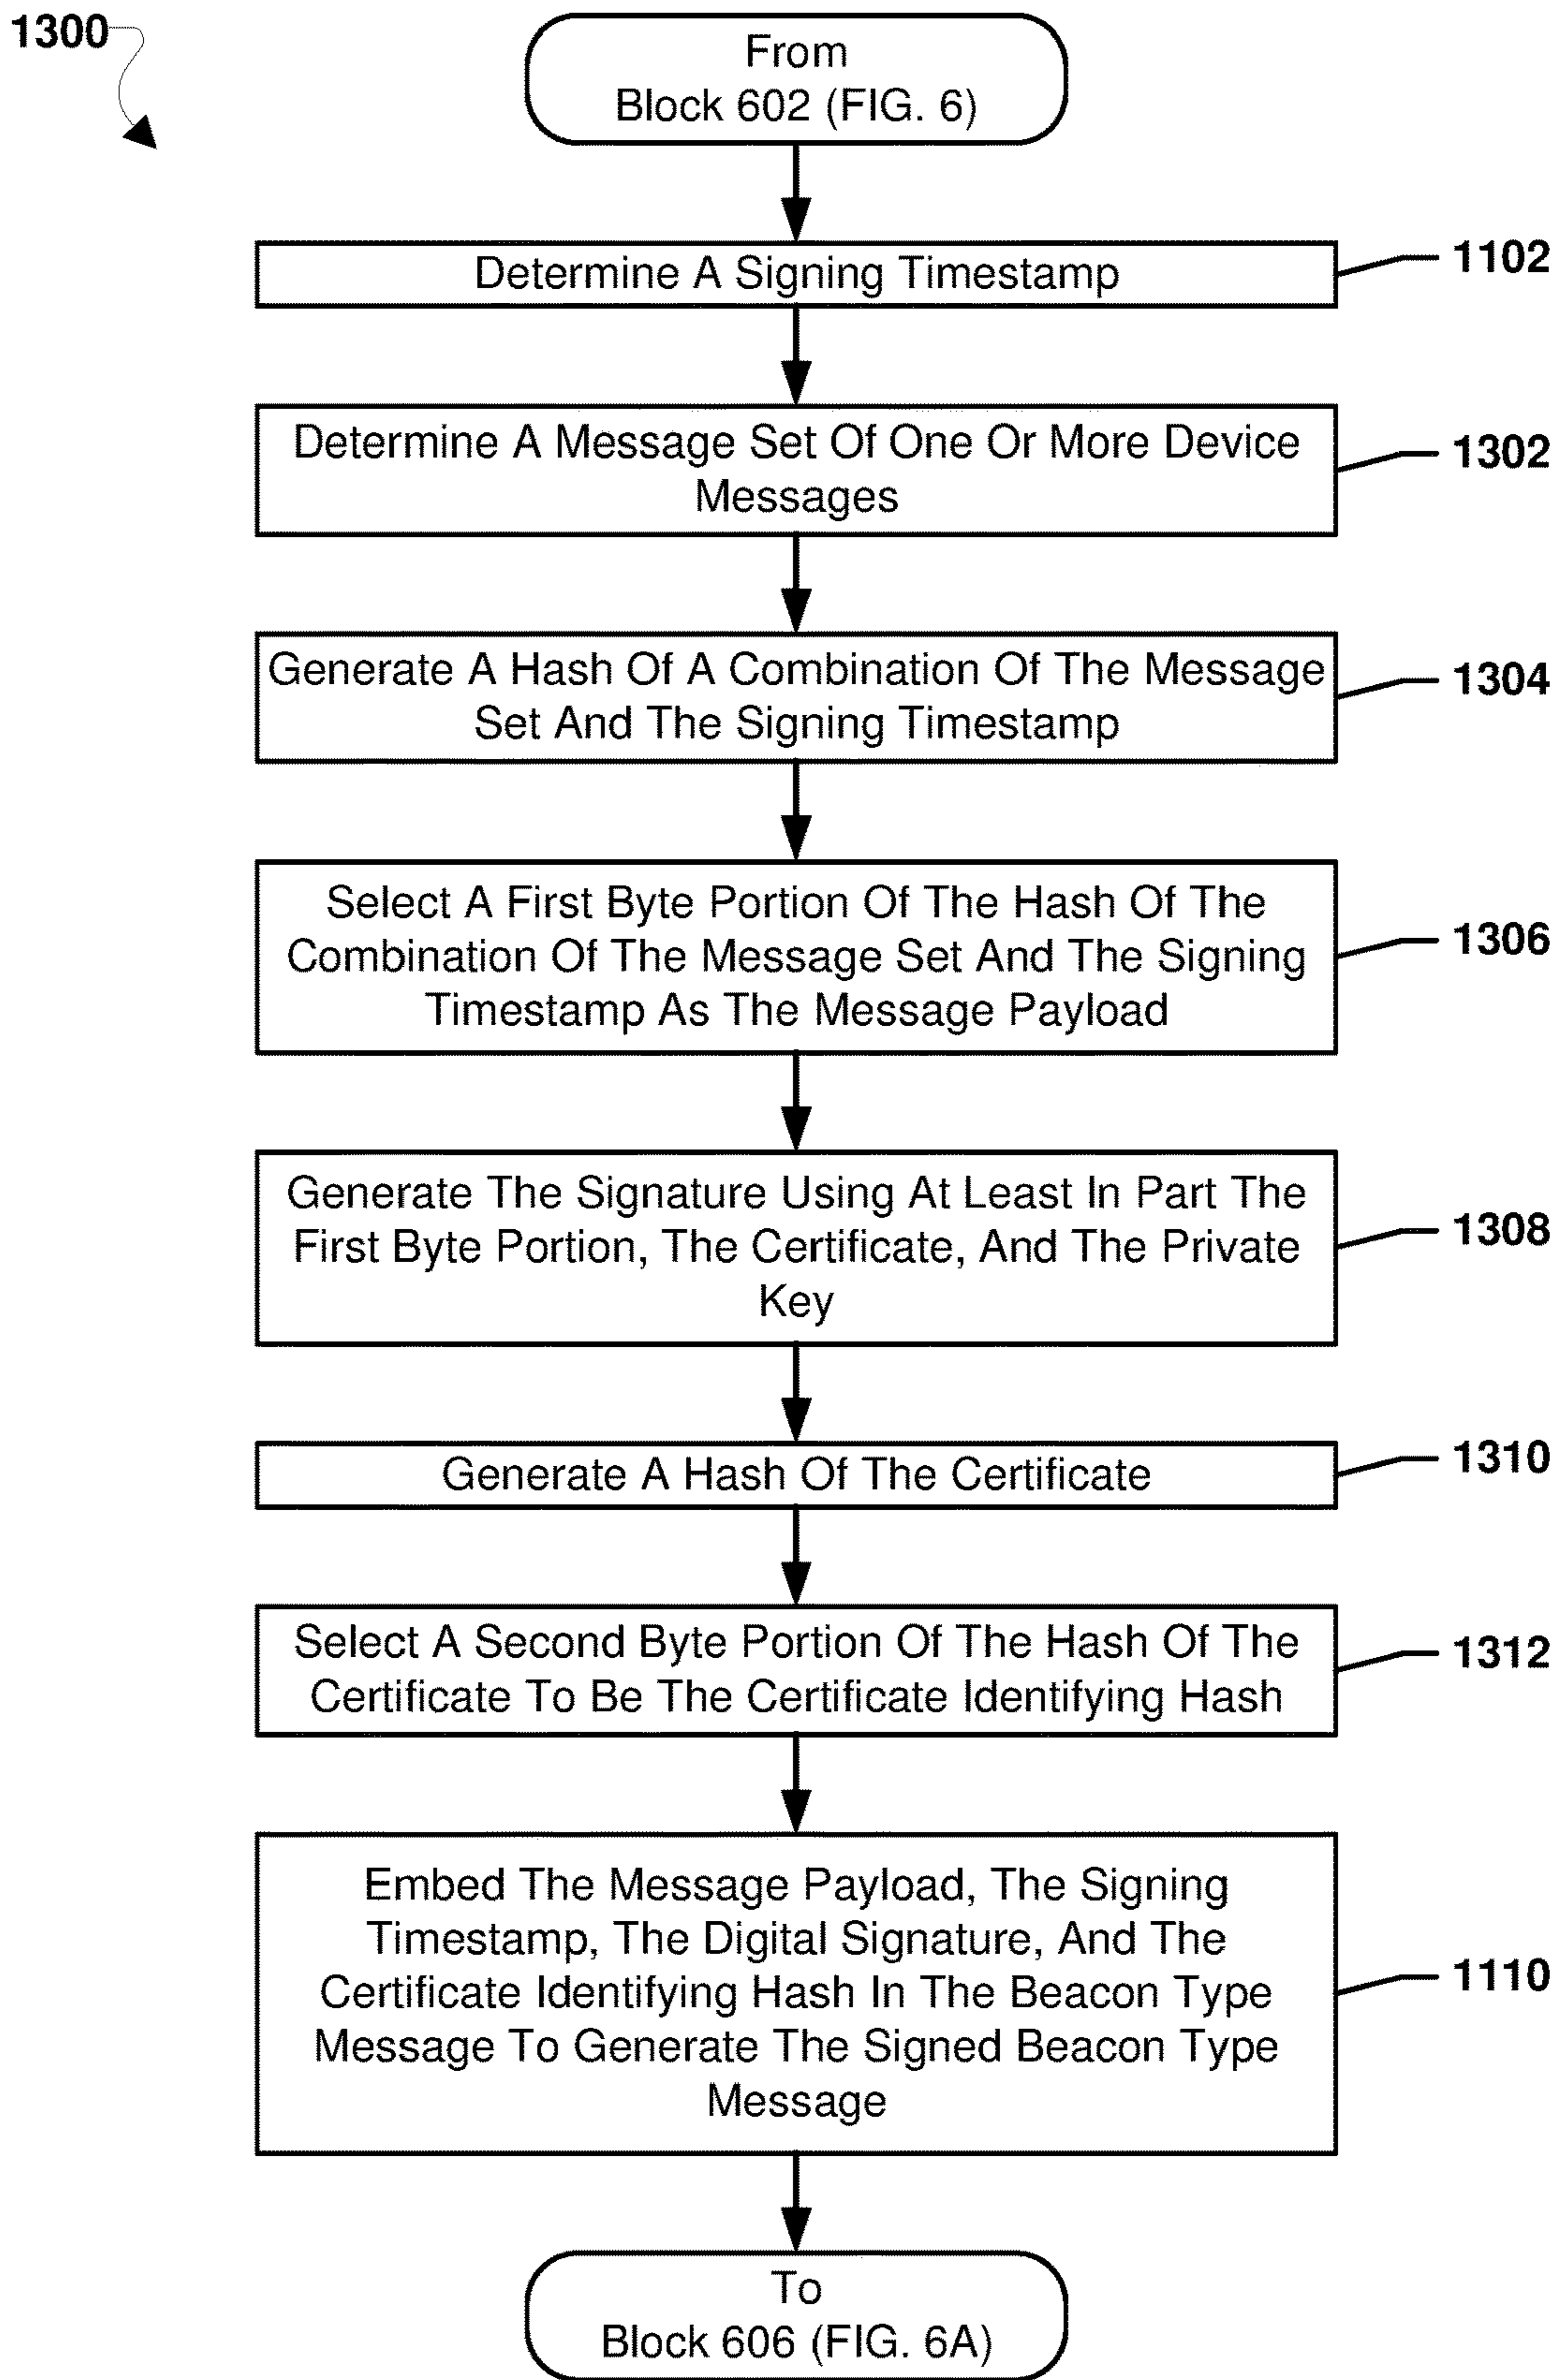 1300
From
Block 602 (FIG. 6)
Determine A Signing Timestamp
1102
Determine A Message Set Of One Or More Device
Messages
1302
Generate A Hash Of A Combination Of The Message
Set And The Signing Timestamp
1304
Select A First Byte Portion Of The Hash Of The
Combination Of The Message Set And The Signing
Timestamp As The Message Payload
1306
Generate The Signature Using At Least In Part The
First Byte Portion, The Certificate, And The Private
Key
1308
Generate A Hash Of The Certificate
1310
Select A Second Byte Portion Of The Hash Of The
Certificate To Be The Certificate Identifying Hash
1312
Embed The Message Payload, The Signing
Timestamp, The Digital Signature, And The
Certificate Identifying Hash In The Beacon Type
Message To Generate The Signed Beacon Type
Message
1110
To
Block 606 (FIG. 6A)